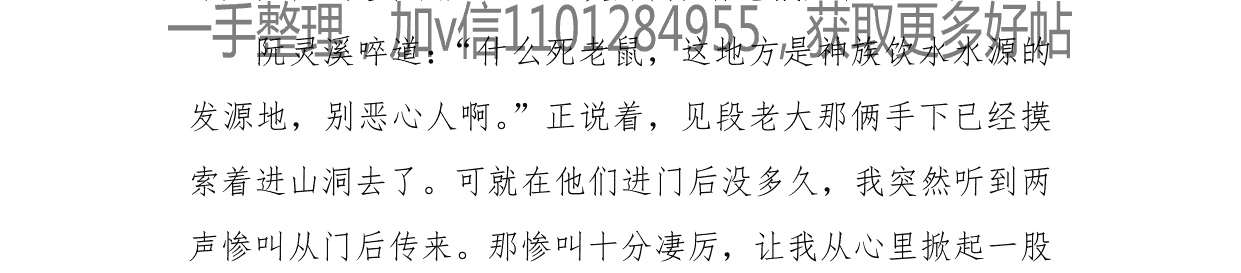 一手整理，加v信1101284955，获取更多好帖
阮灵溪啐道：“什么死老鼠，这地方是神族饮水水源的
发源地，别恶心人啊。”正说着，见段老大那俩手下已经摸
索着进山洞去了。可就在他们进门后没多久，我突然听到两
声惨叫从门后传来。那惨叫十分凄厉，让我从心里掀起一股